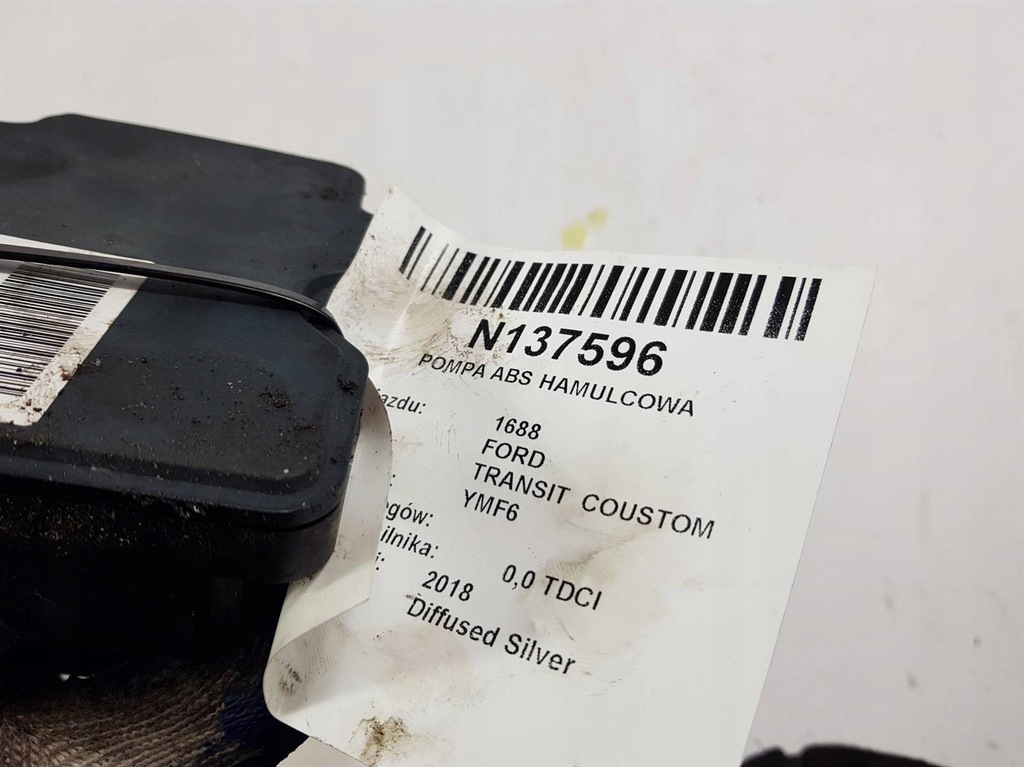 N137596
POMPA ABS HAMULCOWA
azdu: 1688
FORD
TRANSIT COUSTOM
YMF6
gów:
ilnika: 0,0 TDCI
2018
Diffused Silver